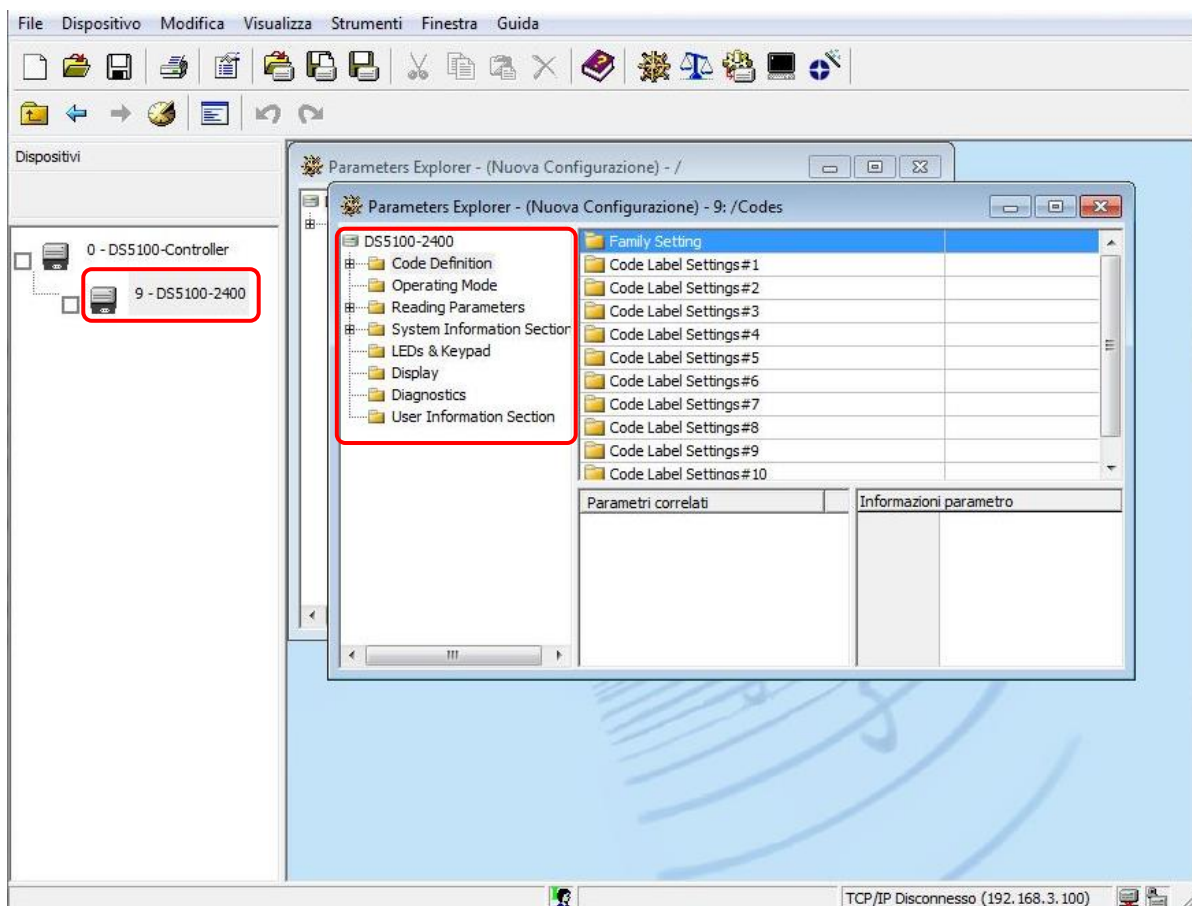 File Dispositivo Modifica Visualizza Strumenti Finestra Guida
Dispositivi
0 - DS5100-Controller
9 - DS5100-2400
Parameters Explorer - (Nuova Configurazione) - /
Parameters Explorer - (Nuova Configurazione) - 9: /Codes
DS5100-2400
Code Definition
Operating Mode
Reading Parameters
System Information Section
LEDs & Keypad
Display
Diagnostics
User Information Section
Family Setting
Code Label Settings#1
Code Label Settings#2
Code Label Settings#3
Code Label Settings#4
Code Label Settings#5
Code Label Settings#6
Code Label Settings#7
Code Label Settings#8
Code Label Settings#9
Code Label Settings#10
Parametri correlati
Informazioni parametro
TCP/IP Disconnesso (192.168.3.100)